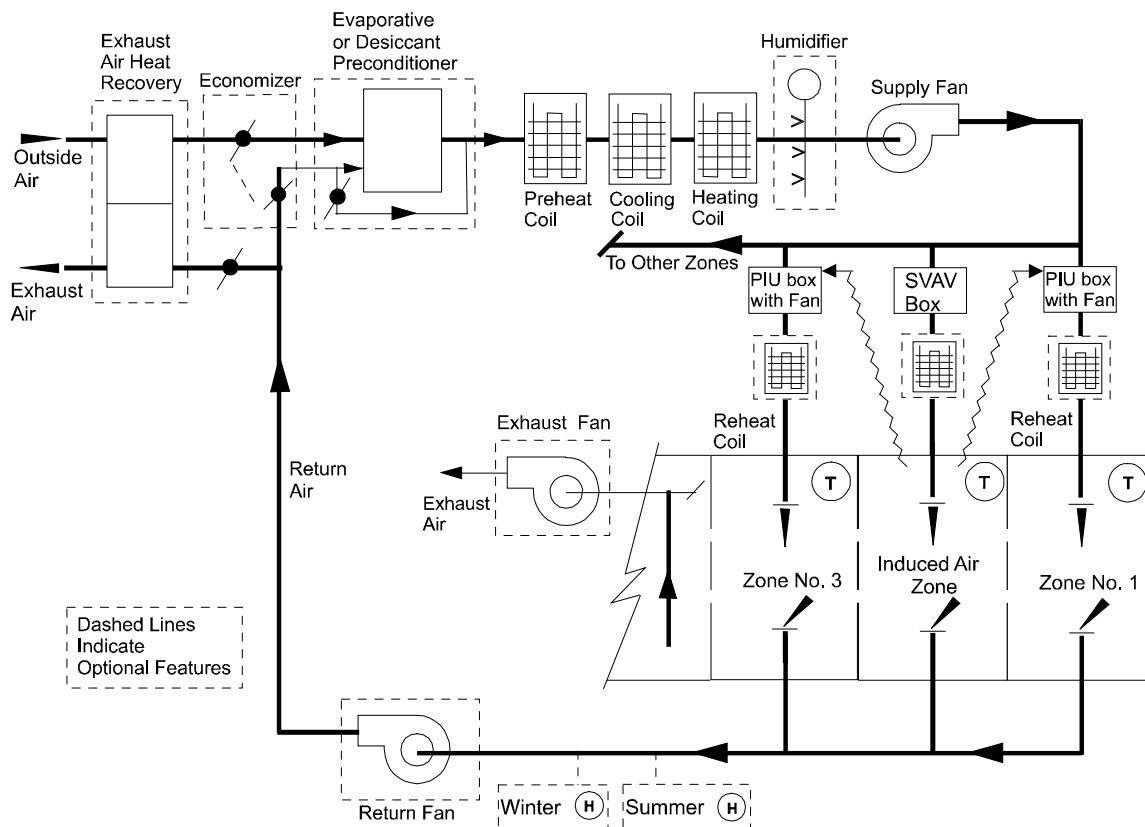 Exhaust
Air Heat
Recovery
Economizer
Evaporative
or Desiccant
Preconditioner
Humidifier
Supply Fan
Outside
Air
Exhaust
Air
Preheat
Coil
Cooling
Coil
Heating
Coil
To Other Zones
PIU box
with Fan
SVAV
Box
PIU box
with Fan
Reheat
Coil
Reheat
Coil
Exhaust Fan
Exhaust
Air
Return
Air
T
T
T
Zone No. 3
Induced Air
Zone
Zone No. 1
Dashed Lines
Indicate
Optional Features
Return Fan
Winter H
Summer H